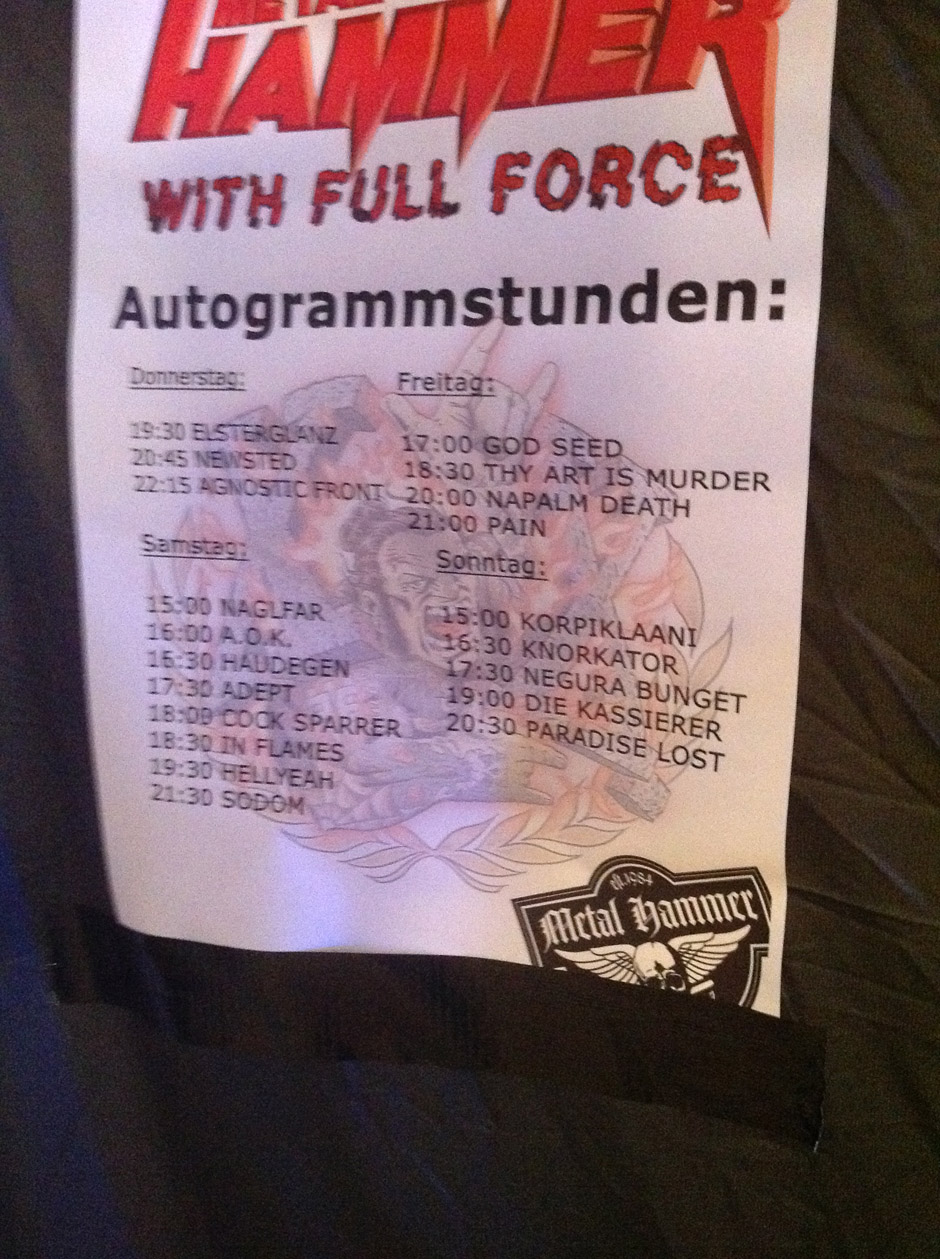 METAL
HAMMER
WITH FULL FORCE
Autogrammstunden:
Donnerstag:
19:30 ELSTERGLANZ
20:45 NEWSTED
22:15 AGNOSTIC FRONT
Freitag:
17:00 GOD SEED
18:30 THY ART IS MURDER
20:00 NAPALM DEATH
21:00 PAIN
Samstag:
15:00 NAGLFAR
16:00 A.O.K.
16:30 HAUDEGEN
17:30 ADEPT
18:00 COCK SPARRER
18:30 IN FLAMES
19:30 HELLYEAH
21:30 SODOM
Sonntag:
15:00 KORPIKLAANI
16:30 KNORKATOR
17:30 NEGURA BUNGET
19:00 DIE KASSIERER
20:30 PARADISE LOST
est.1984
Metal Hammer